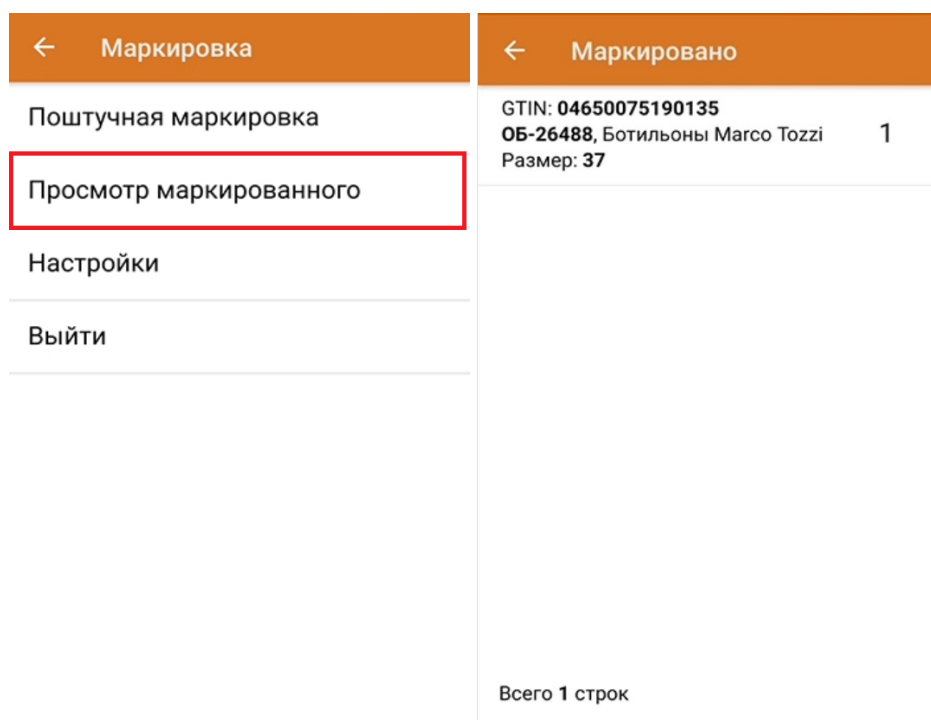 Маркировка
Поштучная маркировка
Просмотр маркированного
Настройки
Выйти
Маркировано
GTIN: 04650075190135
ОБ-26488, Ботильоны Marco Tozzi
Размер: 37
1
Всего 1 строк